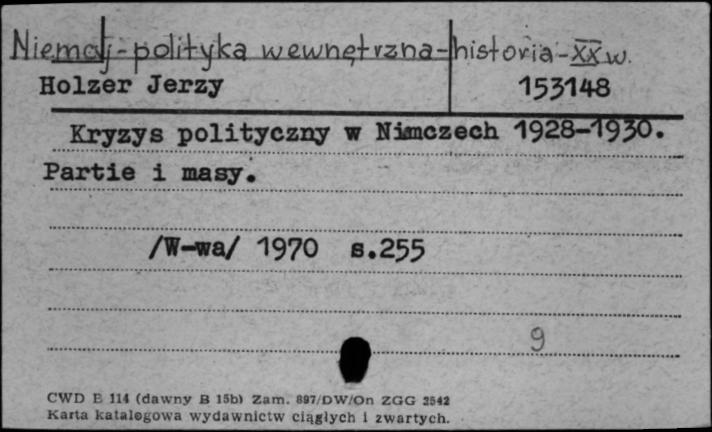 Niemcy-polityka wewnętrzna-historia-XX w.
Holzer Jerzy 153148
Kryzys polityczny w Niemczech 1928-1930.
Partie i masy.
/W-wa/ 1970 s.255
9
CWD E 114 (dawny B 15b) Zam. 897/DW/On ZGG 2542
Karta katalogowa wydawnictw ciągłych i zwartych.